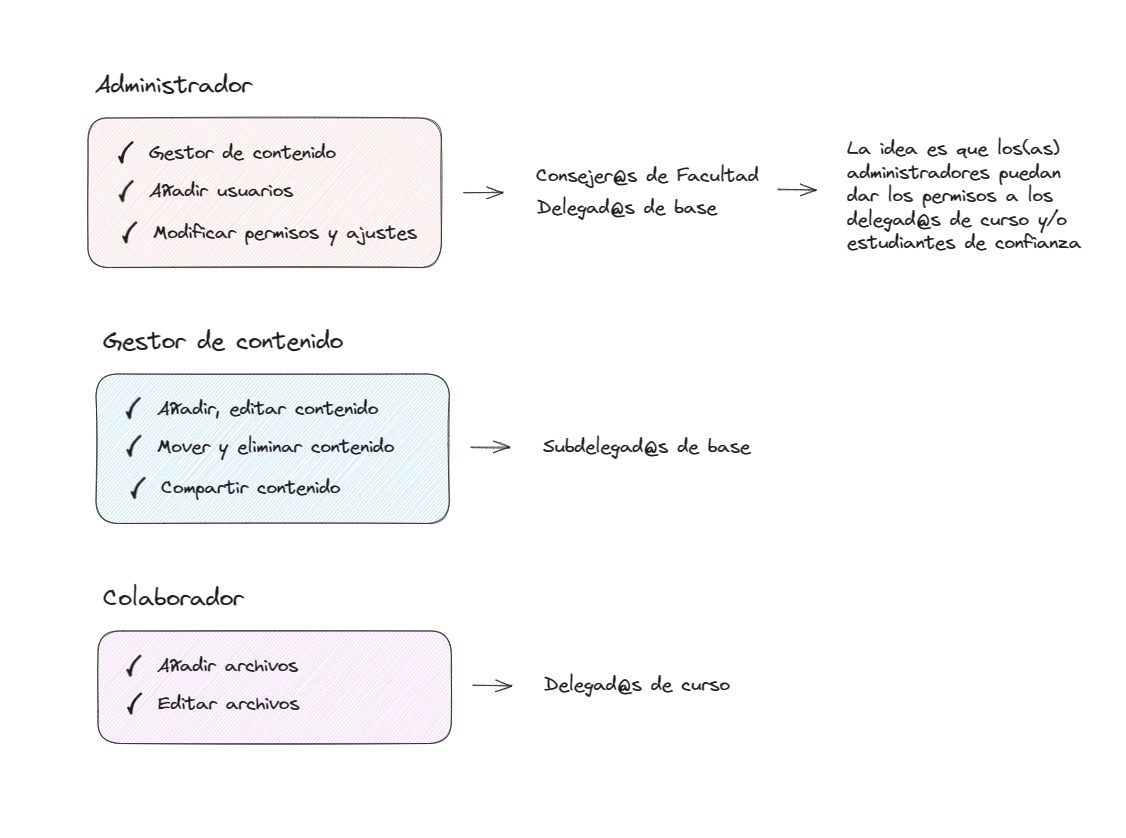 Administrador
✓ Gestor de contenido
✓ Añadir usuarios
✓ Modificar permisos y ajustes
Consejer@s de Facultad
Delegad@s de base
La idea es que los(as)
administradores puedan
dar los permisos a los
delegad@s de curso y/o
estudiantes de confianza
Gestor de contenido
✓ Añadir, editar contenido
✓ Mover y eliminar contenido
✓ Compartir contenido
Subdelegad@s de base
Colaborador
✓ Añadir archivos
✓ Editar archivos
Delegad@s de curso